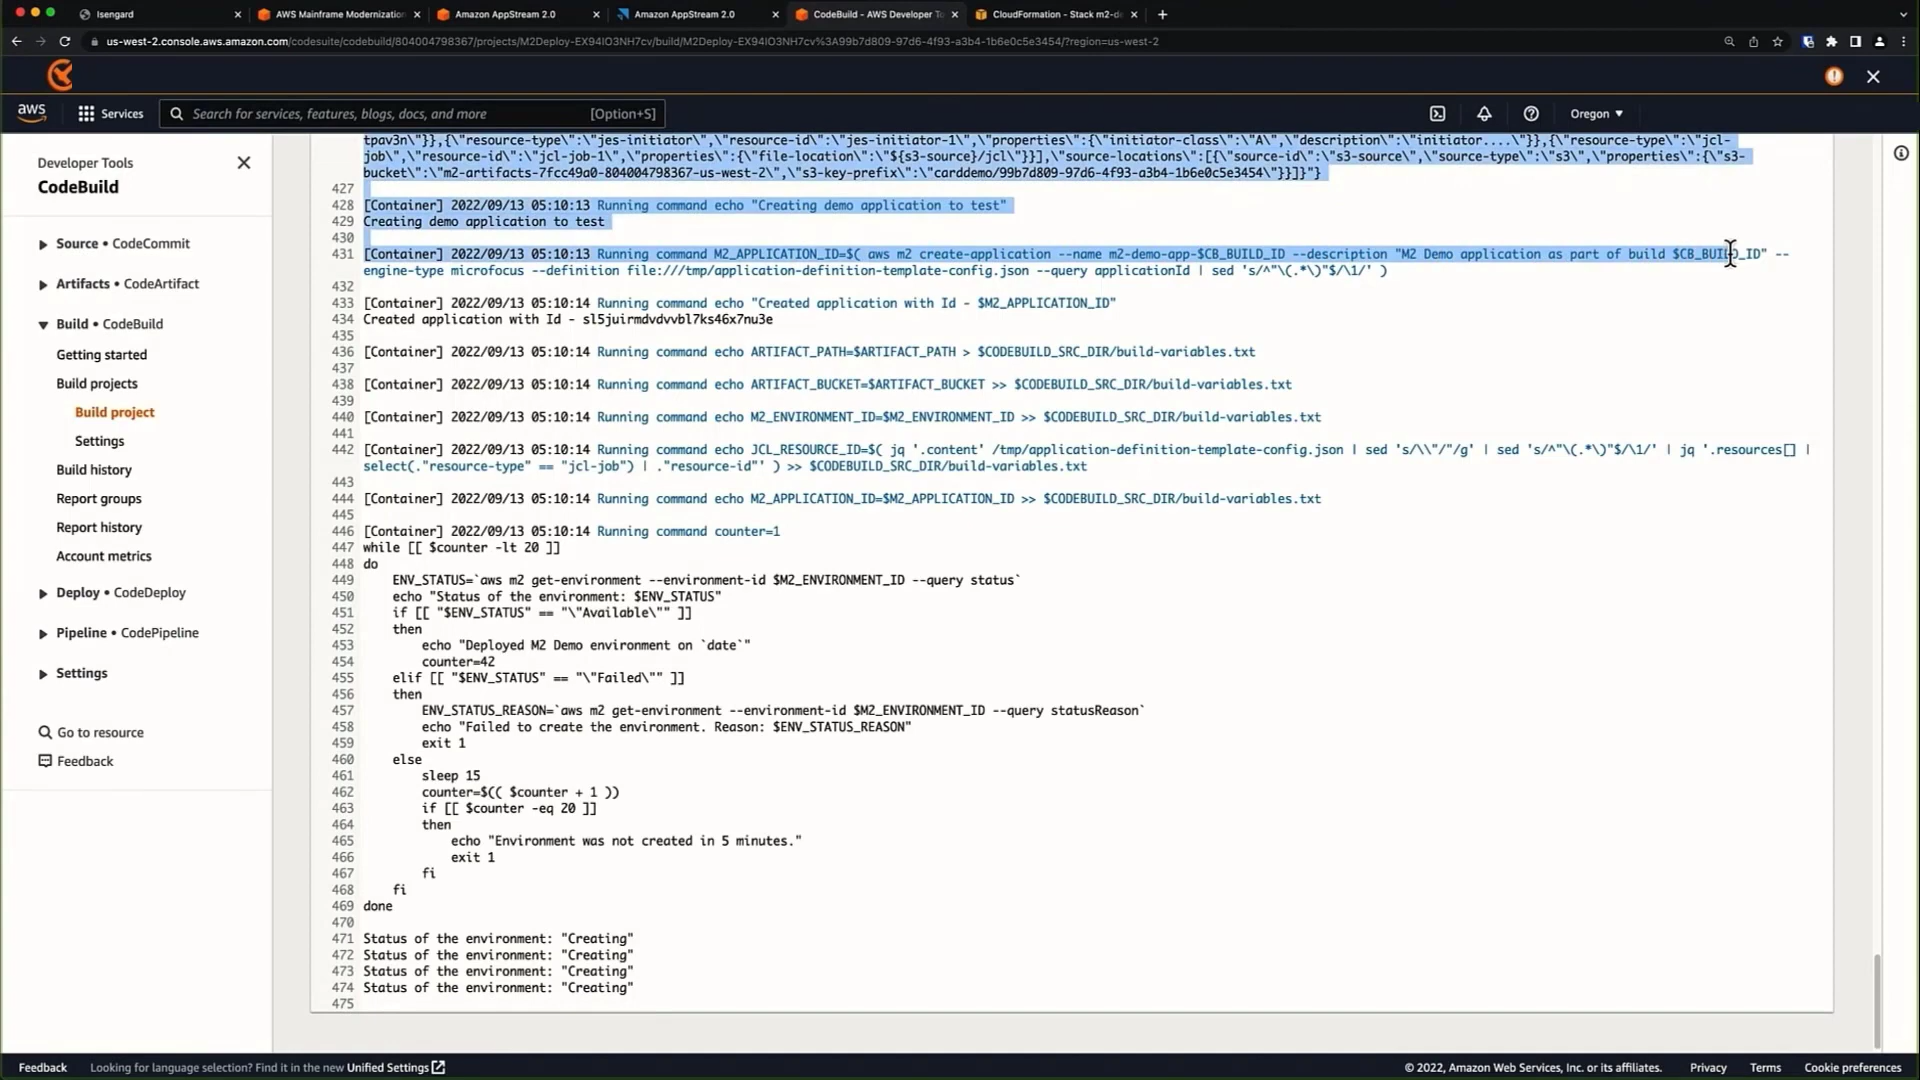 Isengard
AWS Mainframe Modernization
Amazon AppStream 2.0
Amazon AppStream 2.0
CodeBuild - AWS Developer To
CloudFormation - Stack m2-de
us-west-2.console.aws.amazon.com/codesuite/codebuild/804004798367/projects/M2Deploy-EX94IO3NH7cv/build/M2Deploy-EX94IO3NH7cv%3A99b7d809-97d6-4f93-a3b4-1b6e0c5e3454/?region=us-west-2
aws
Services
Search for services, features, blogs, docs, and more
[Option+S]
Oregon
Developer Tools
CodeBuild
Source • CodeCommit
Artifacts • CodeArtifact
Build • CodeBuild
Getting started
Build projects
Build project
Settings
Build history
Report groups
Report history
Account metrics
Deploy • CodeDeploy
Pipeline • CodePipeline
Settings
Go to resource
Feedback
tpav3n\"}},{\"resource-type\":\"jes-initiator\",\"resource-id\":\"jes-initiator-1\",\"properties\":{\"initiator-class\":\"A\",\"description\":\"initiator....\"}},{\"resource-type\":\"jcl-
job\",\"resource-id\":\"jcl-job-1\",\"properties\":{\"file-location\":\"${s3-source}/jcl\"}}],\"source-locations\":[{\"source-id\":\"s3-source\",\"source-type\":\"s3\",\"properties\":{\"s3-
bucket\":\"m2-artifacts-7fcc49a0-804004798367-us-west-2\",\"s3-key-prefix\":\"carddemo/99b7d809-97d6-4f93-a3b4-1b6e0c5e3454\"}}]}"}
427
428 [Container] 2022/09/13 05:10:13 Running command echo "Creating demo application to test"
429 Creating demo application to test
430
431 [Container] 2022/09/13 05:10:13 Running command M2_APPLICATION_ID=$( aws m2 create-application --name m2-demo-app-$CB_BUILD_ID --description "M2 Demo application as part of build $CB_BUILD_ID" --
engine-type microfocus --definition file:///tmp/application-definition-template-config.json --query applicationId | sed 's/^"\(.*\)"$/\1/' )
432
433 [Container] 2022/09/13 05:10:14 Running command echo "Created application with Id - $M2_APPLICATION_ID"
434 Created application with Id - sl5juirmdvdvvbl7ks46x7nu3e
435
436 [Container] 2022/09/13 05:10:14 Running command echo ARTIFACT_PATH=$ARTIFACT_PATH > $CODEBUILD_SRC_DIR/build-variables.txt
437
438 [Container] 2022/09/13 05:10:14 Running command echo ARTIFACT_BUCKET=$ARTIFACT_BUCKET >> $CODEBUILD_SRC_DIR/build-variables.txt
439
440 [Container] 2022/09/13 05:10:14 Running command echo M2_ENVIRONMENT_ID=$M2_ENVIRONMENT_ID >> $CODEBUILD_SRC_DIR/build-variables.txt
441
442 [Container] 2022/09/13 05:10:14 Running command echo JCL_RESOURCE_ID=$( jq '.content' /tmp/application-definition-template-config.json | sed 's/\\"/"/g' | sed 's/^"\(.*\)"$/\1/' | jq '.resources[] |
select(."resource-type" == "jcl-job") | ."resource-id"' ) >> $CODEBUILD_SRC_DIR/build-variables.txt
443
444 [Container] 2022/09/13 05:10:14 Running command echo M2_APPLICATION_ID=$M2_APPLICATION_ID >> $CODEBUILD_SRC_DIR/build-variables.txt
445
446 [Container] 2022/09/13 05:10:14 Running command counter=1
447 while [[ $counter -lt 20 ]]
448 do
449 ENV_STATUS=`aws m2 get-environment --environment-id $M2_ENVIRONMENT_ID --query status`
450 echo "Status of the environment: $ENV_STATUS"
451 if [[ "$ENV_STATUS" == "\"Available\"" ]]
452 then
453 echo "Deployed M2 Demo environment on `date`"
454 counter=42
455 elif [[ "$ENV_STATUS" == "\"Failed\"" ]]
456 then
457 ENV_STATUS_REASON=`aws m2 get-environment --environment-id $M2_ENVIRONMENT_ID --query statusReason`
458 echo "Failed to create the environment. Reason: $ENV_STATUS_REASON"
459 exit 1
460 else
461 sleep 15
462 counter=$(( $counter + 1 ))
463 if [[ $counter -eq 20 ]]
464 then
465 echo "Environment was not created in 5 minutes."
466 exit 1
467 fi
468 fi
469 done
470
471 Status of the environment: "Creating"
472 Status of the environment: "Creating"
473 Status of the environment: "Creating"
474 Status of the environment: "Creating"
475
Feedback
Looking for language selection? Find it in the new Unified Settings
© 2022, Amazon Web Services, Inc. or its affiliates.
Privacy
Terms
Cookie preferences